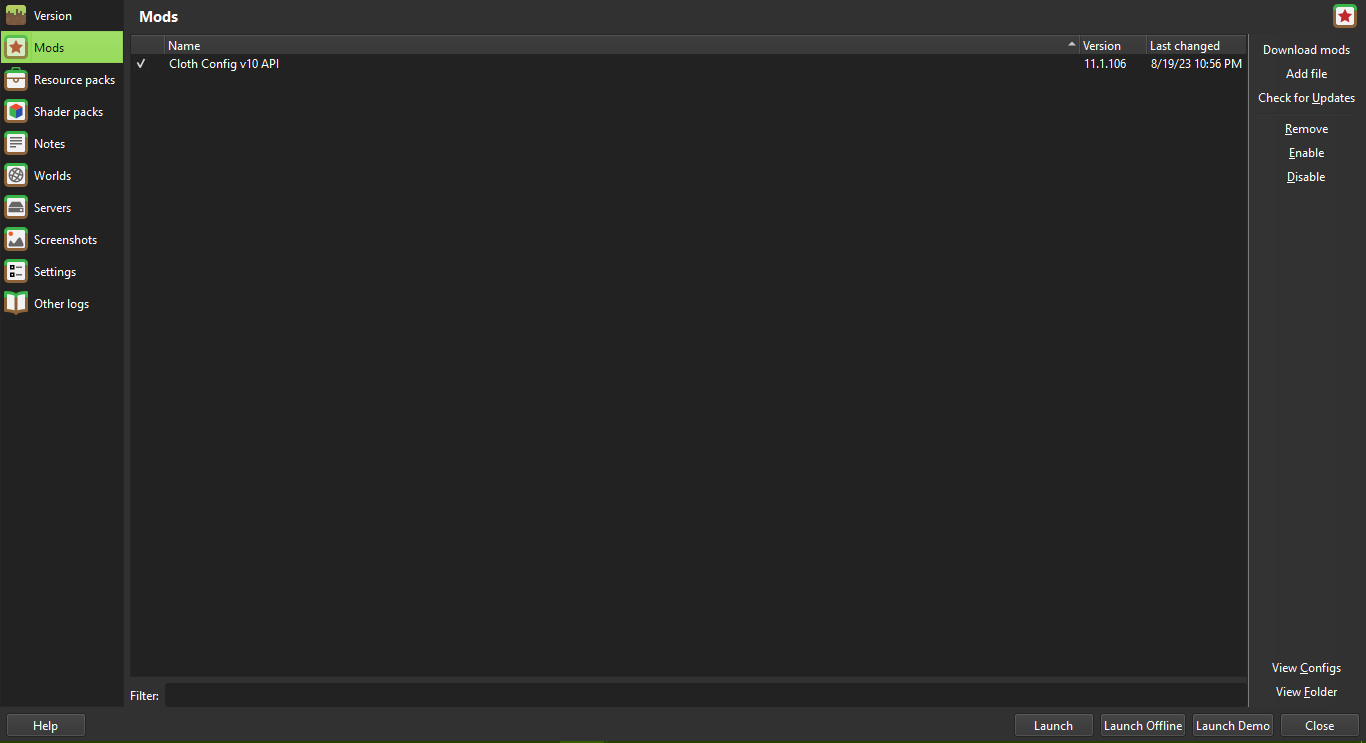 Version
Mods
Resource packs
Shader packs
Notes
Worlds
Servers
Screenshots
Settings
Other logs
Mods
Name Version Last changed
✓ Cloth Config v10 API 11.1.106 8/19/23 10:56 PM
Filter:
Download mods
Add file
Check for Updates
Remove
Enable
Disable
View Configs
View Folder
Help Launch Launch Offline Launch Demo Close